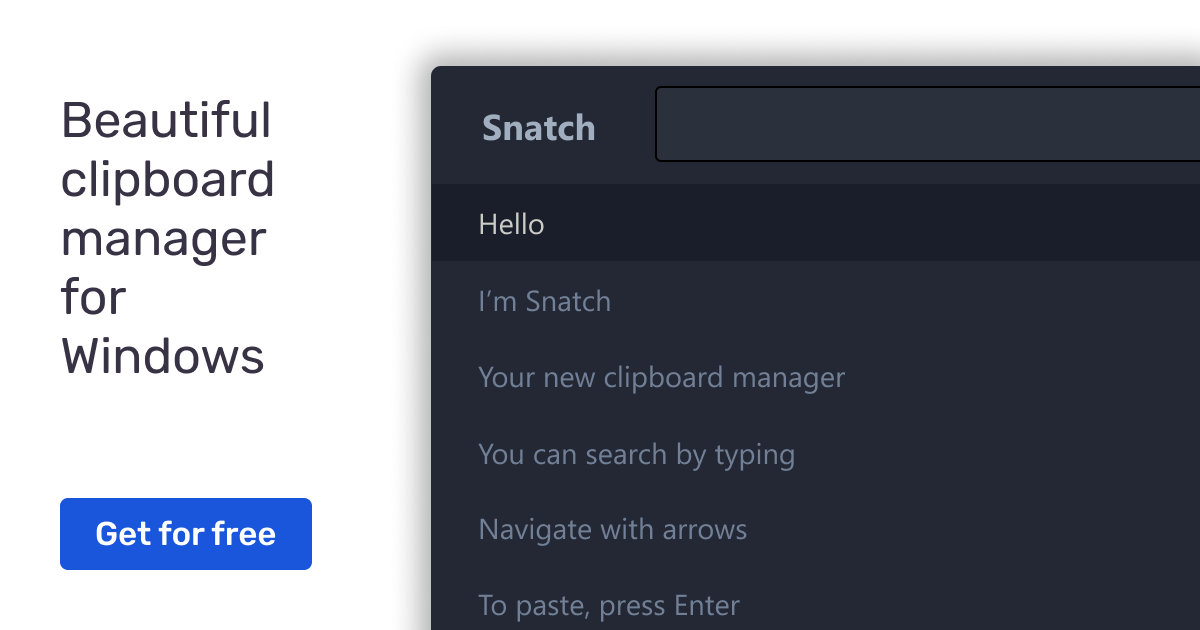 Beautiful
clipboard
manager
for
Windows
Get for free
Snatch
Hello
I’m Snatch
Your new clipboard manager
You can search by typing
Navigate with arrows
To paste, press Enter